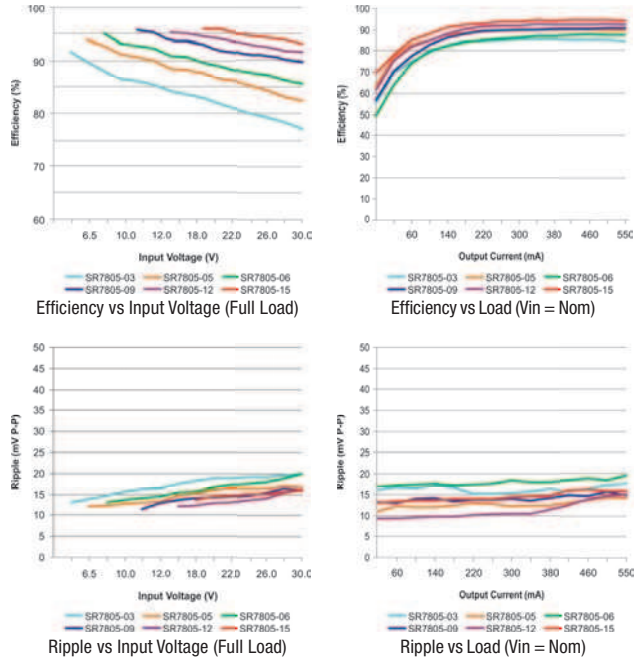 100
90
80
70
60
Efficiency (%)
6.5 10.0 14.0 18.0 22.0 26.0 30.0
Input Voltage (V)
SR7805-03 SR7805-05 SR7805-06
SR7805-09 SR7805-12 SR7805-15
Efficiency vs Input Voltage (Full Load)
100
90
80
70
60
50
40
30
20
10
0
Efficiency (%)
60 140 220 300 380 460 550
Output Current (mA)
SR7805-03 SR7805-05 SR7805-06
SR7805-09 SR7805-12 SR7805-15
Efficiency vs Load (Vin = Nom)
50
45
40
35
30
25
20
15
10
5
0
Ripple (mV P-P)
6.5 10.0 14.0 18.0 22.0 26.0 30.0
Input Voltage (V)
SR7805-03 SR7805-05 SR7805-06
SR7805-09 SR7805-12 SR7805-15
Ripple vs Input Voltage (Full Load)
50
45
40
35
30
25
20
15
10
5
0
Ripple (mV P-P)
60 140 220 300 380 460 550
Output Current (mA)
SR7805-03 SR7805-05 SR7805-06
SR7805-09 SR7805-12 SR7805-15
Ripple vs Load (Vin = Nom)